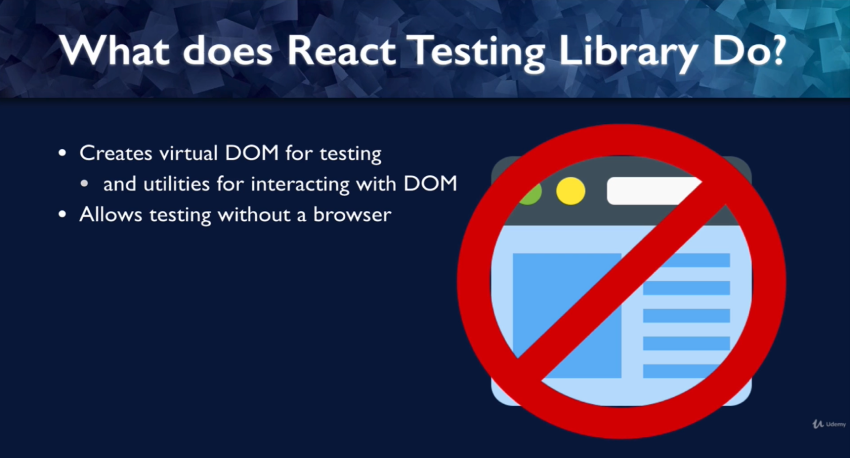 What does React Testing Library Do?
Creates virtual DOM for testing
and utilities for interacting with DOM
Allows testing without a browser
Udemy